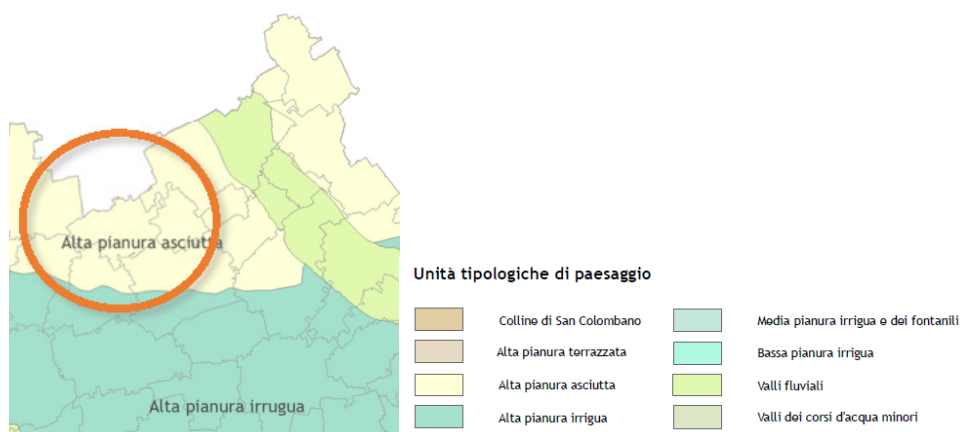 Alta pianura asciutta
Alta pianura irrugua
Unità tipologiche di paesaggio
Colline di San Colombano
Alta pianura terrazzata
Alta pianura asciutta
Alta pianura irrigua
Media pianura irrigua e dei fontanili
Bassa pianura irrigua
Valli fluviali
Valli dei corsi d'acqua minori